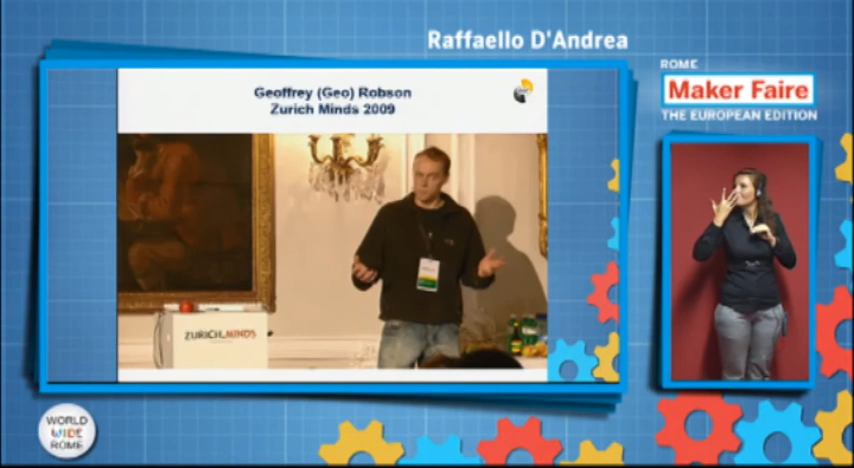 Raffaello D'Andrea
Geoffrey (Geo) Robson
Zurich Minds 2009
ROME
Maker Faire
THE EUROPEAN EDITION
ZURICH.MINDS
WORLD
WIDE
ROME